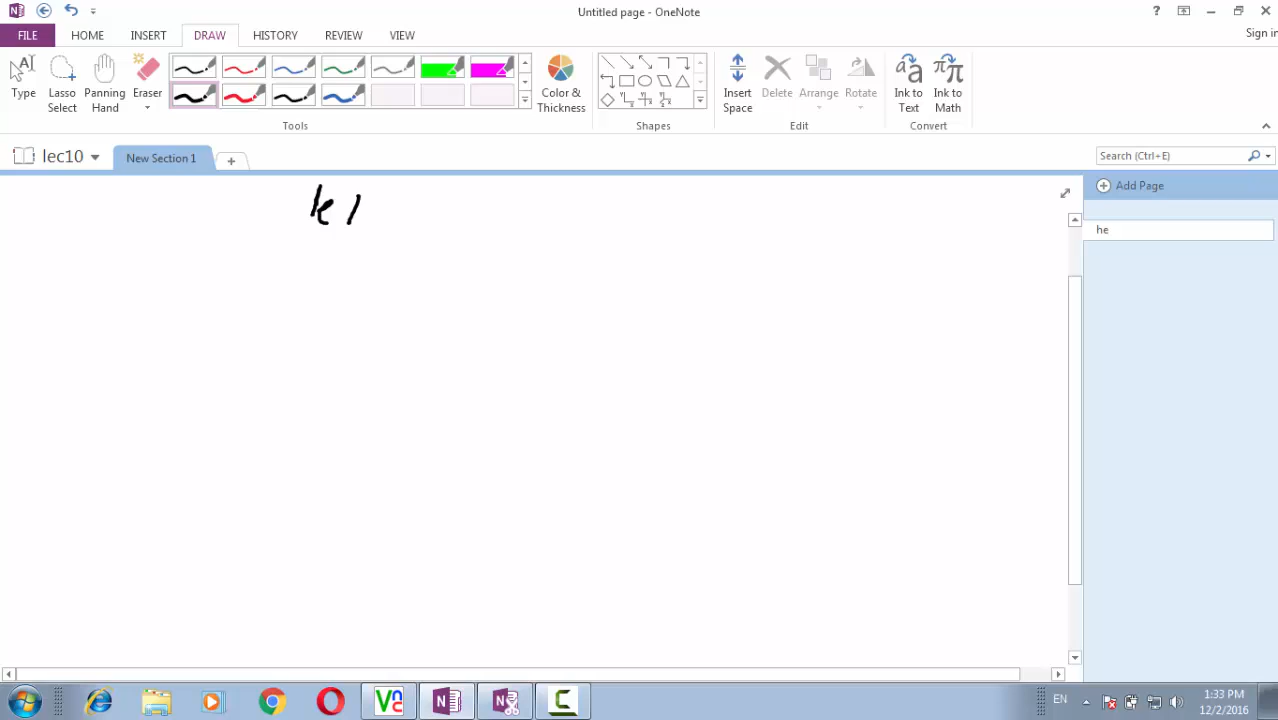 Untitled page - OneNote
?
Sign in
FILE HOME INSERT DRAW HISTORY REVIEW VIEW
Type
Lasso Select
Panning Hand
Eraser
Color & Thickness
Insert Space
Delete
Arrange
Rotate
Ink to Text
Ink to Math
Tools
Shapes
Edit
Convert
lec10
New Section 1
Search (Ctrl+E)
Add Page
he
EN
1:33 PM
12/2/2016